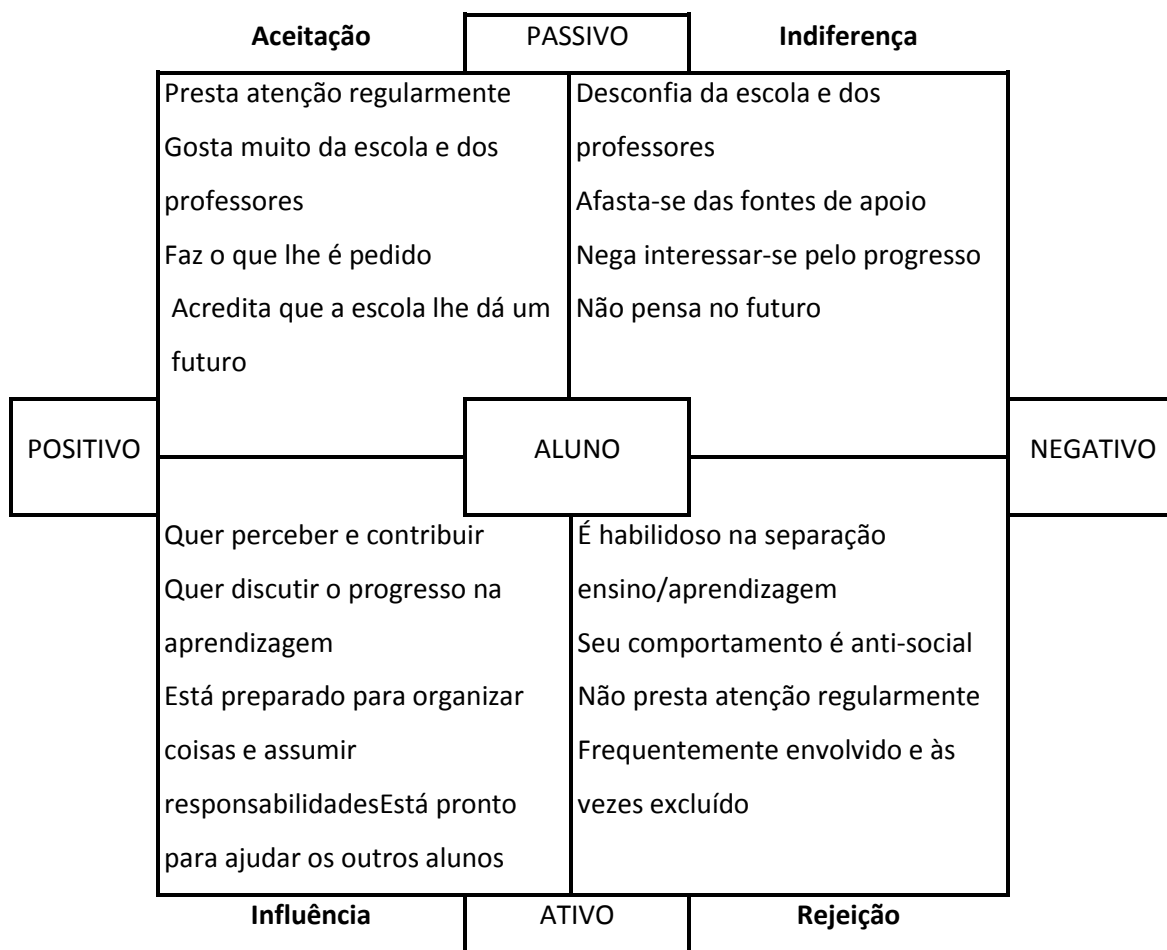 Aceitação PASSIVO Indiferença
Presta atenção regularmente
Gosta muito da escola e dos
professores
Faz o que lhe é pedido
Acredita que a escola lhe dá um
futuro
Desconfia da escola e dos
professores
Afasta-se das fontes de apoio
Nega interessar-se pelo progresso
Não pensa no futuro
POSITIVO ALUNO NEGATIVO
Quer perceber e contribuir
Quer discutir o progresso na
aprendizagem
Está preparado para organizar
coisas e assumir
responsabilidadesEstá pronto
para ajudar os outros alunos
É habilidoso na separação
ensino/aprendizagem
Seu comportamento é anti-social
Não presta atenção regularmente
Frequentemente envolvido e às
vezes excluído
Influência ATIVO Rejeição